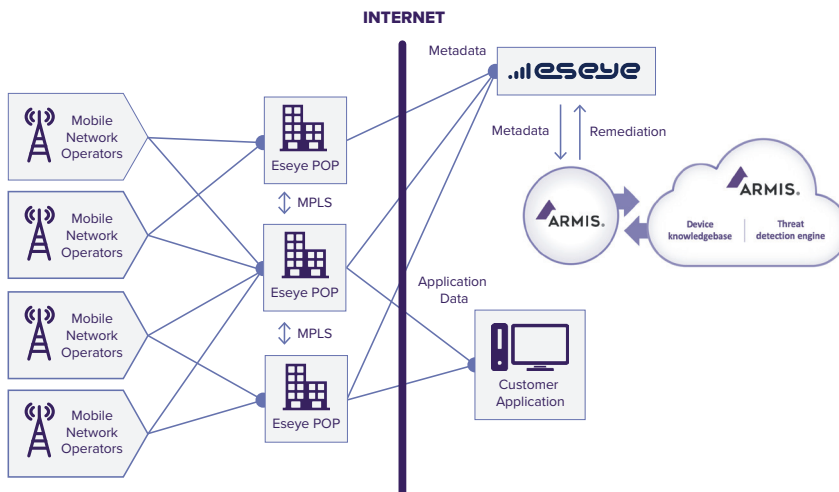 INTERNET
Metadata
eseye
Mobile
Network
Operators
Eseye POP
Metadata
Remediation
MPLS
ARMIS.
ARMIS®
Device
knowledgebase
Threat
detection engine
Mobile
Network
Operators
Eseye POP
Application
Data
MPLS
Mobile
Network
Operators
Eseye POP
Customer
Application
Mobile
Network
Operators